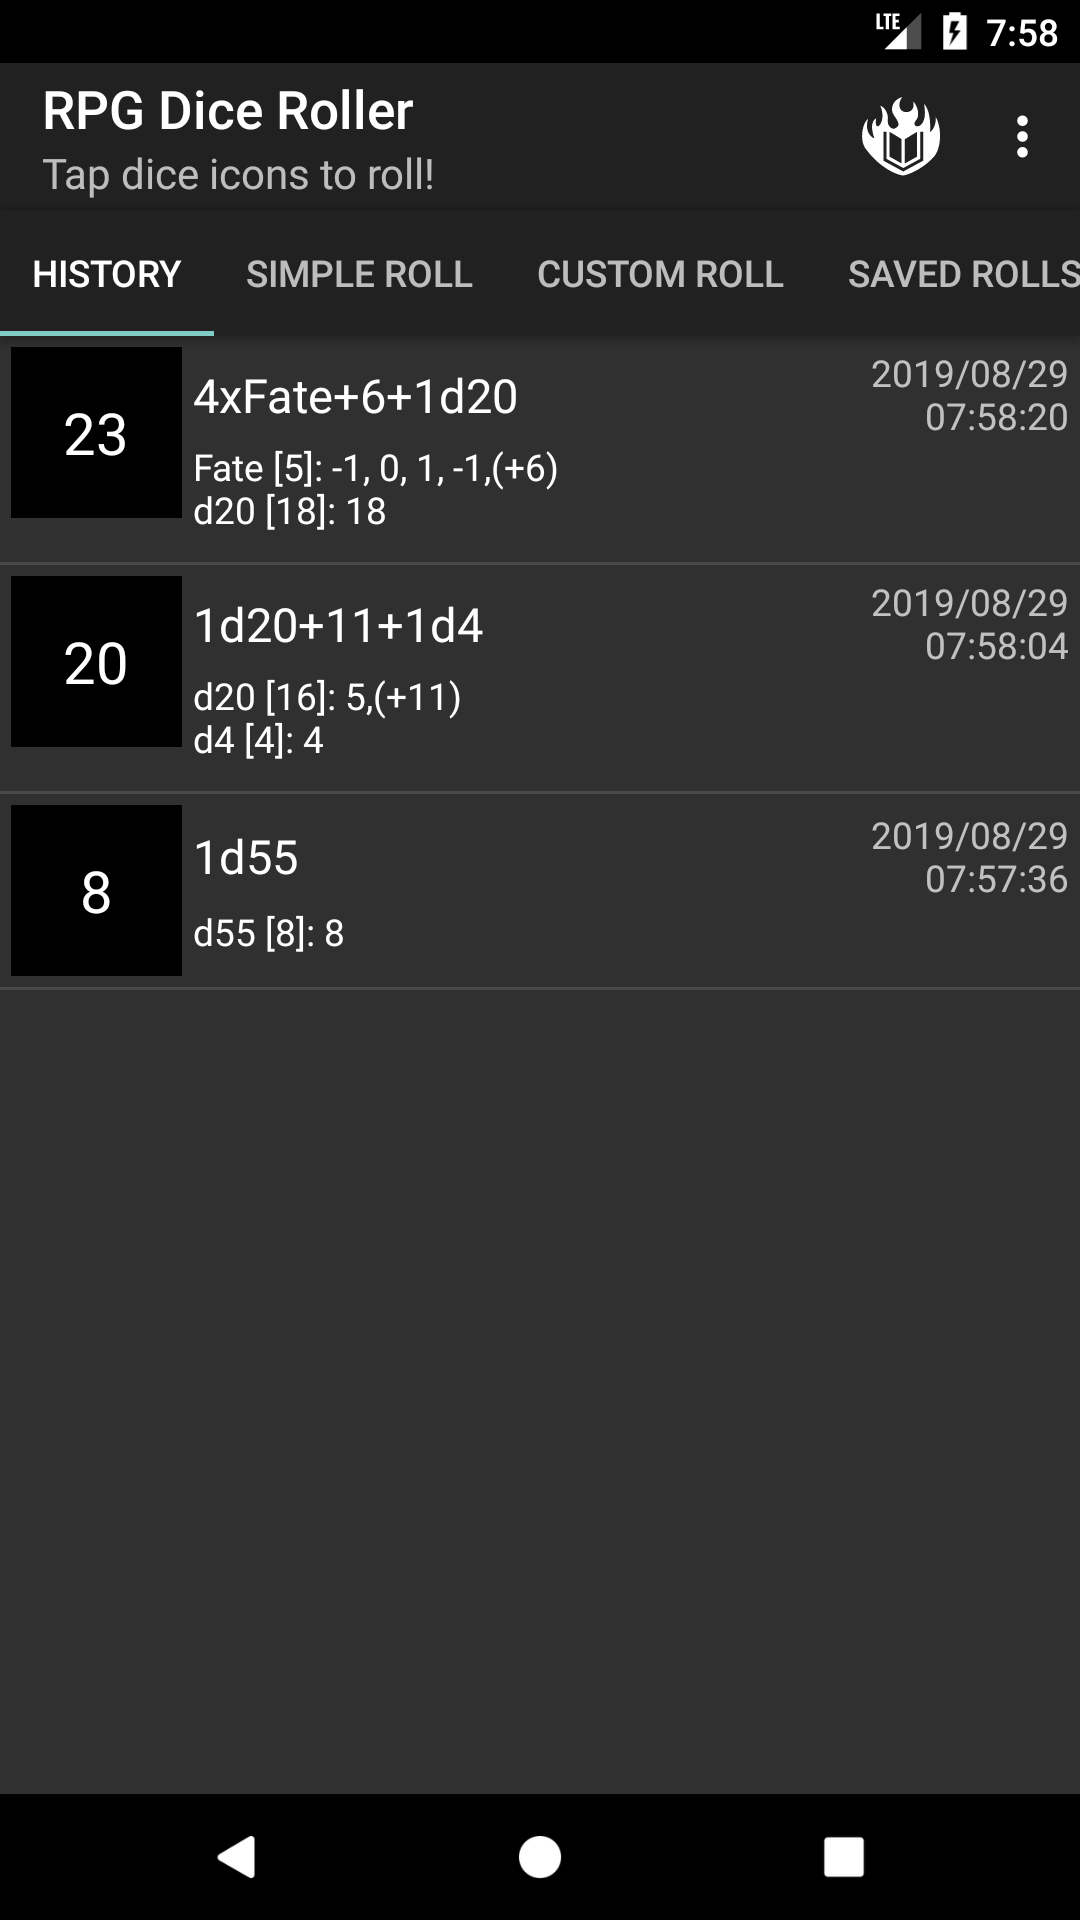 LTE 7:58
RPG Dice Roller
Tap dice icons to roll!
HISTORY SIMPLE ROLL CUSTOM ROLL SAVED ROLLS
23
4xFate+6+1d20
2019/08/29
07:58:20
Fate [5]: -1, 0, 1, -1,(+6)
d20 [18]: 18
20
1d20+11+1d4
2019/08/29
07:58:04
d20 [16]: 5,(+11)
d4 [4]: 4
8
1d55
2019/08/29
07:57:36
d55 [8]: 8